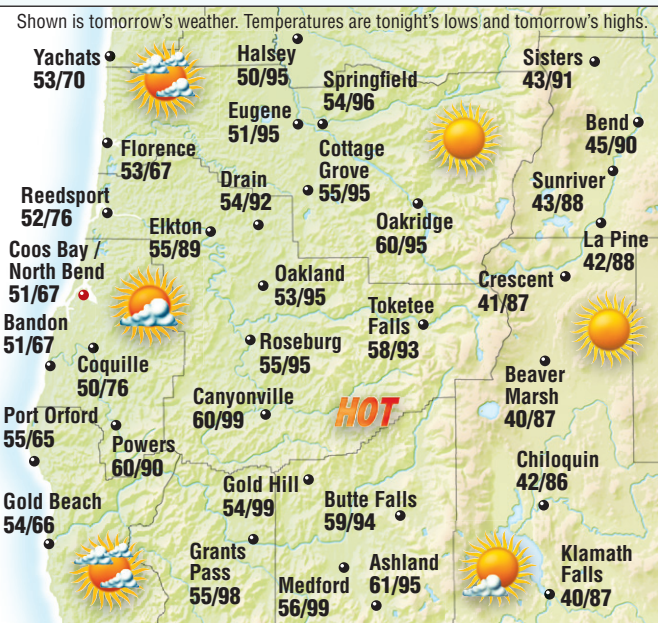 Shown is tomorrow's weather. Temperatures are tonight's lows and tomorrow's highs.
Yachats
53/70
Halsey
50/95
Springfield
54/96
Sisters
43/91
Eugene
51/95
Bend
45/90
Florence
53/67
Cottage
Grove
55/95
Drain
54/92
Sunriver
43/88
Reedsport
52/76
Elkton
55/89
Oakridge
60/95
La Pine
42/88
Coos Bay /
North Bend
51/67
Oakland
53/95
Crescent
41/87
Bandon
51/67
Toketee
Falls
58/93
Coquille
50/76
Roseburg
55/95
Beaver
Marsh
40/87
Canyonville
60/99
HOT
Port Orford
55/65
Powers
60/90
Chiloquin
42/86
Gold Hill
54/99
Butte Falls
59/94
Gold Beach
54/66
Grants
Pass
55/98
Medford
56/99
Ashland
61/95
Klamath
Falls
40/87